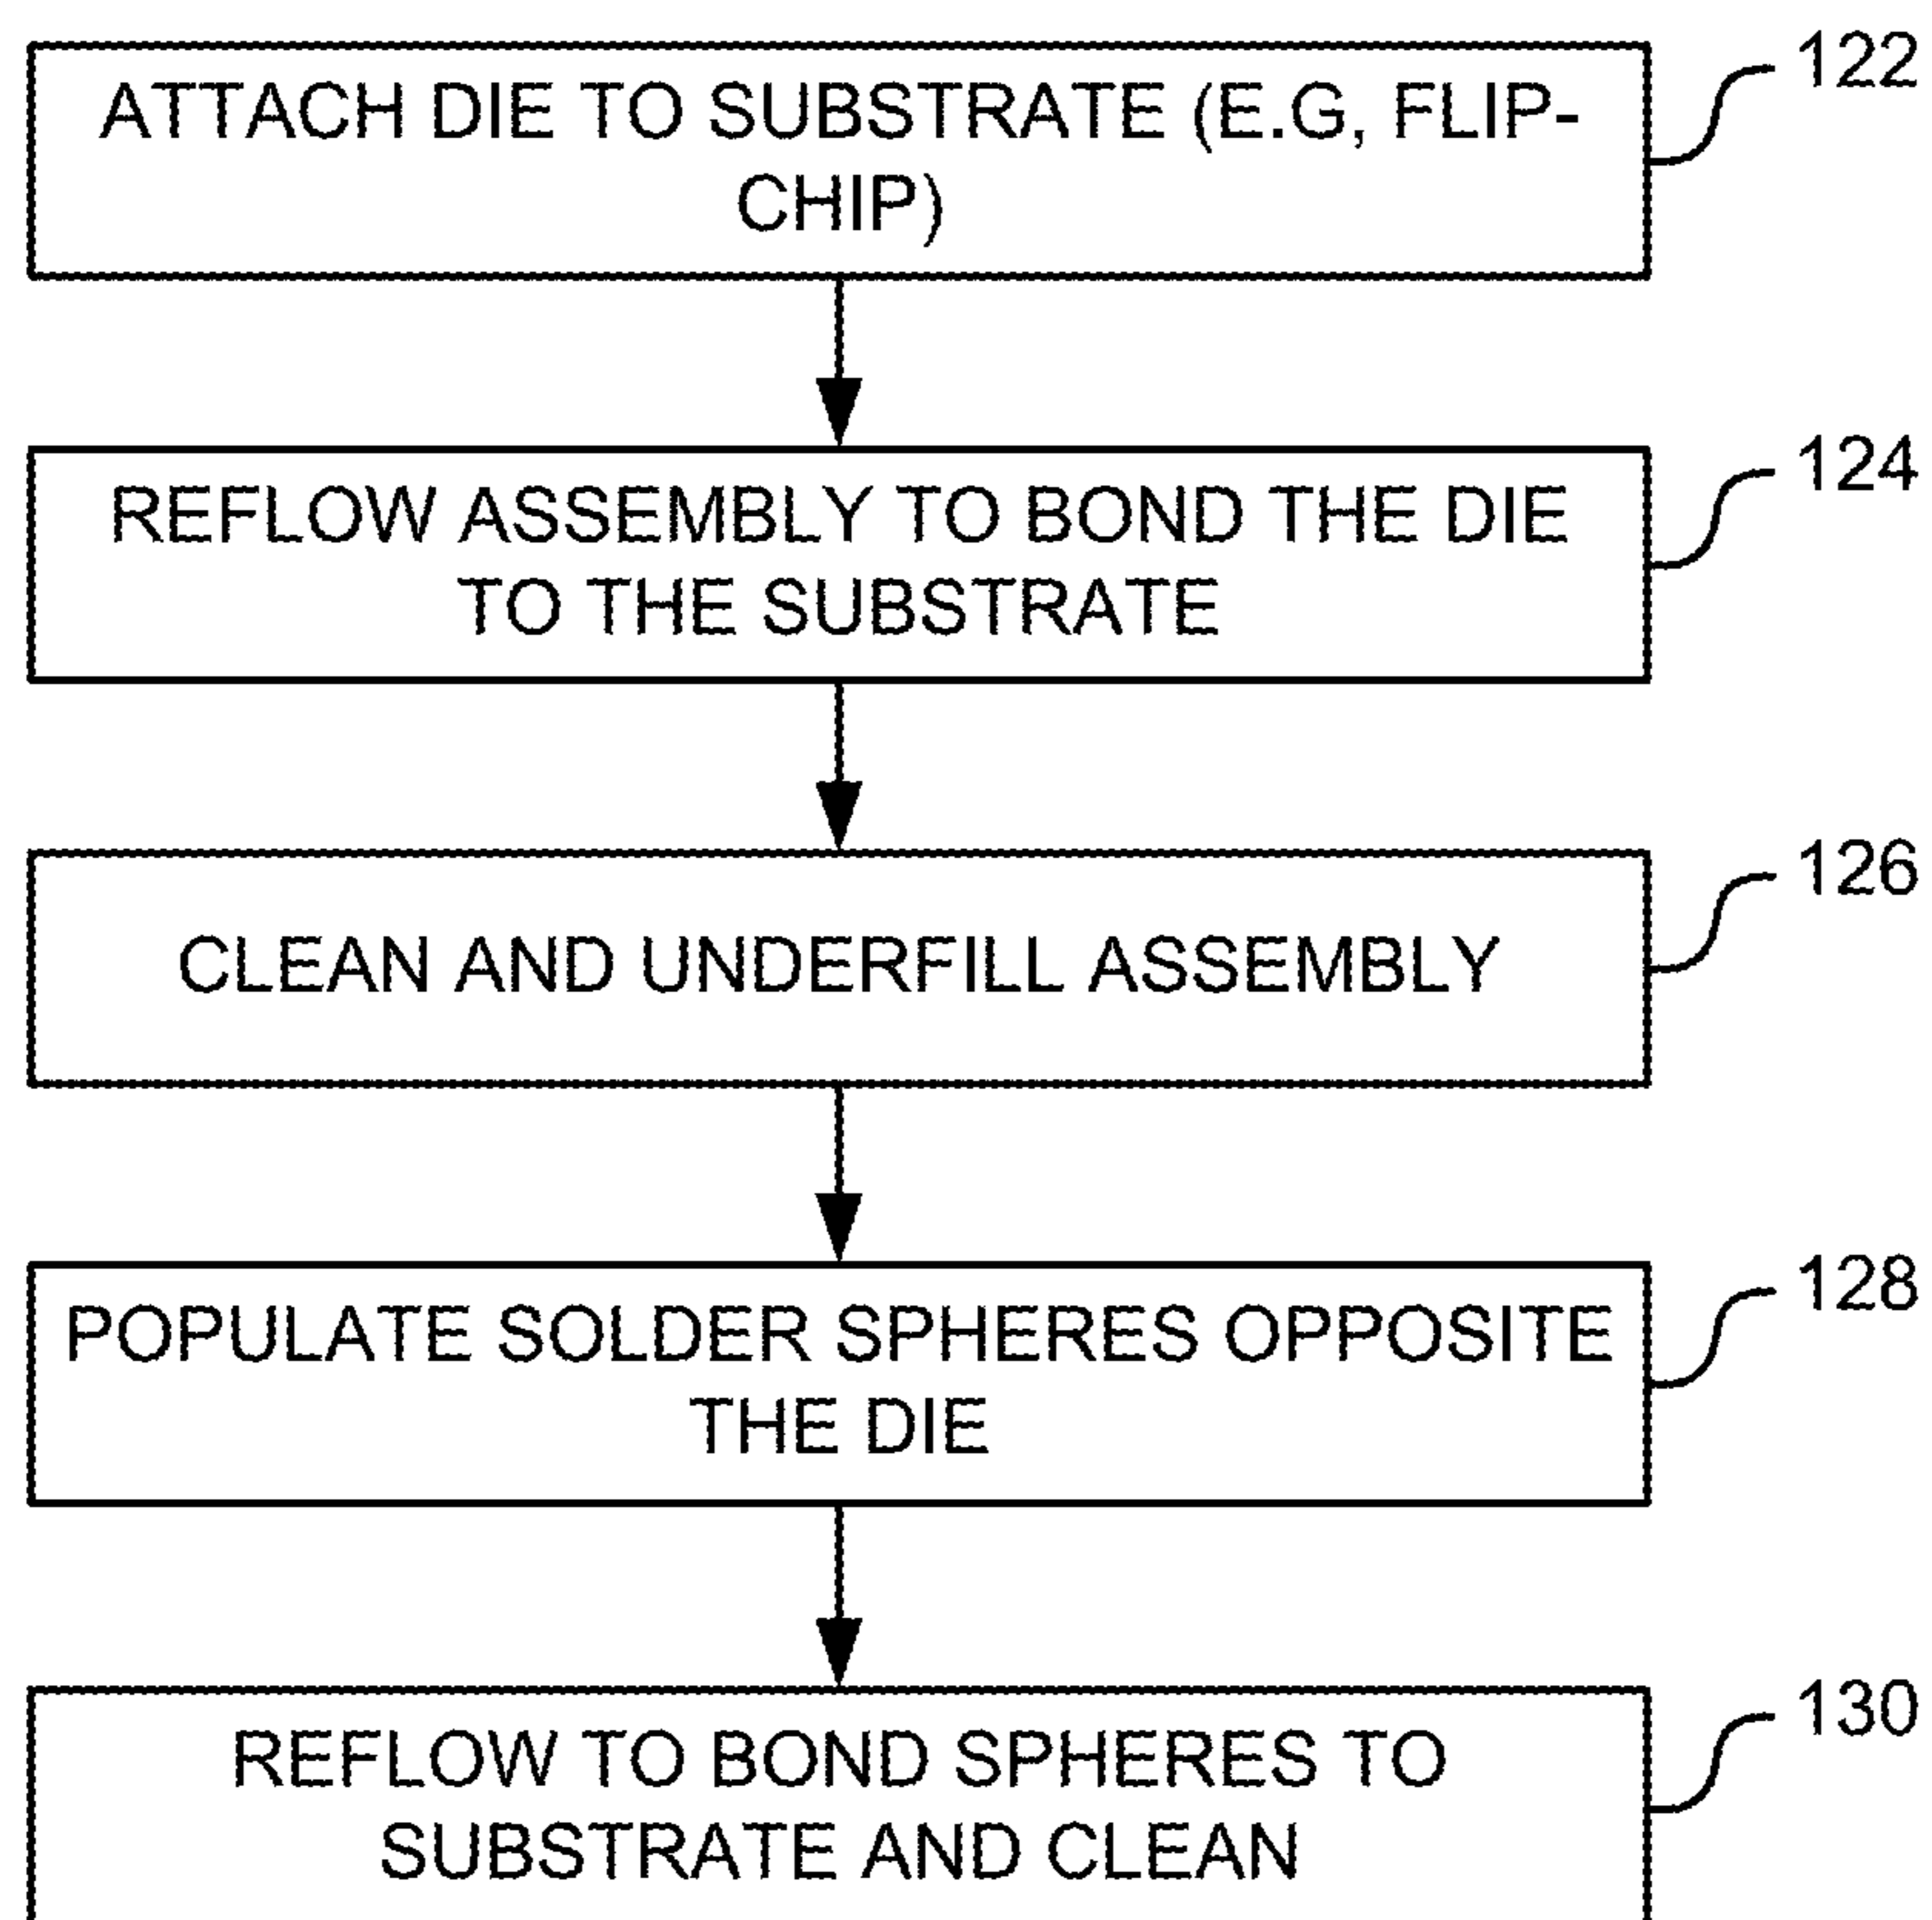 ATTACH DIE TO SUBSTRATE (E.G, FLIP-
CHIP)
122
REFLOW ASSEMBLY TO BOND THE DIE
TO THE SUBSTRATE
124
CLEAN AND UNDERFILL ASSEMBLY
126
POPULATE SOLDER SPHERES OPPOSITE
THE DIE
128
REFLOW TO BOND SPHERES TO
SUBSTRATE AND CLEAN
130